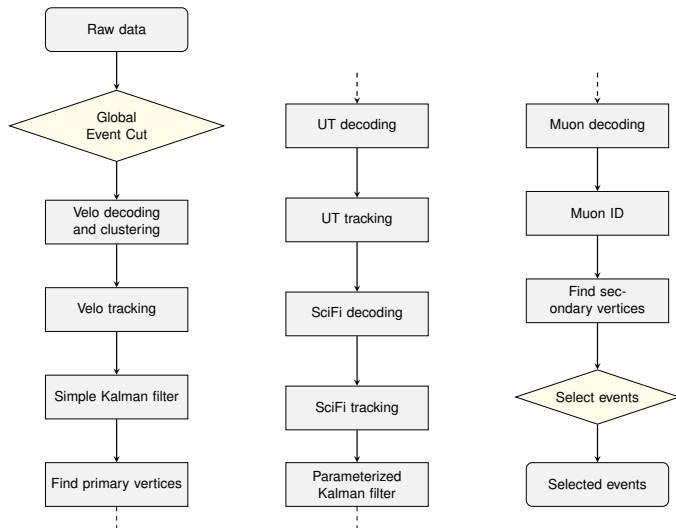 Raw data
Global
Event Cut
Velo decoding
and clustering
Velo tracking
Simple Kalman filter
Find primary vertices
UT decoding
UT tracking
SciFi decoding
SciFi tracking
Parameterized
Kalman filter
Muon decoding
Muon ID
Find sec-
ondary vertices
Select events
Selected events